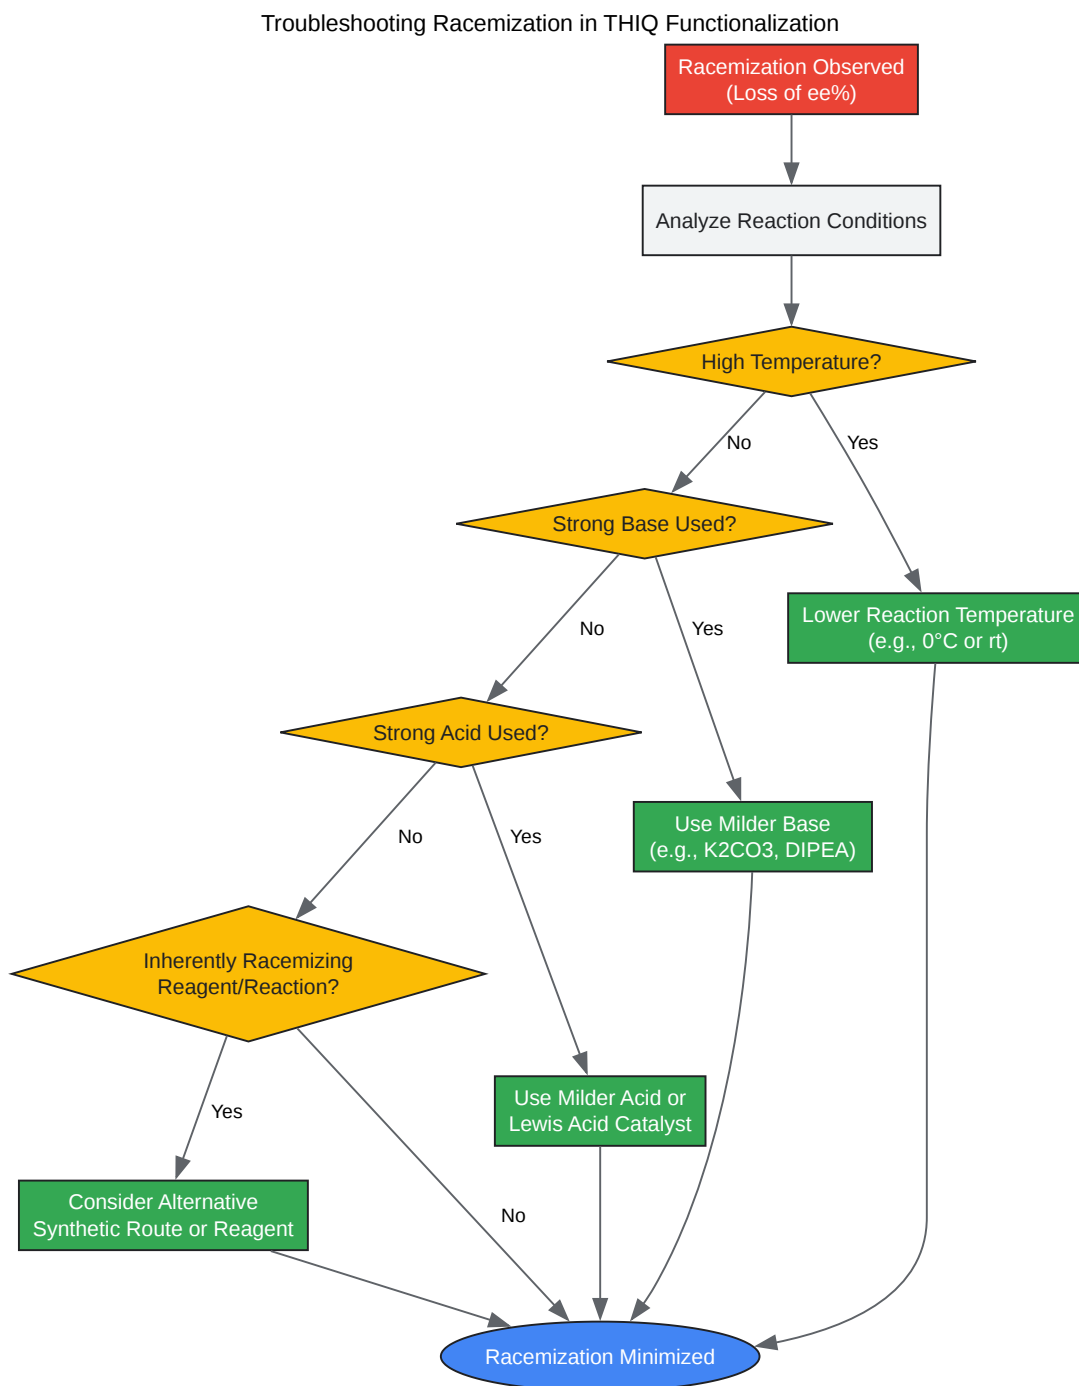 Troubleshooting Racemization in THIQ Functionalization
Racemization Observed
(Loss of ee%)
Analyze Reaction Conditions
High Temperature?
No
Yes
Strong Base Used?
Lower Reaction Temperature
(e.g., 0°C or rt)
No
Yes
Strong Acid Used?
Use Milder Base
(e.g., K2CO3, DIPEA)
No
Yes
Inherently Racemizing
Reagent/Reaction?
Use Milder Acid or
Lewis Acid Catalyst
Yes
Consider Alternative
Synthetic Route or Reagent
No
Racemization Minimized